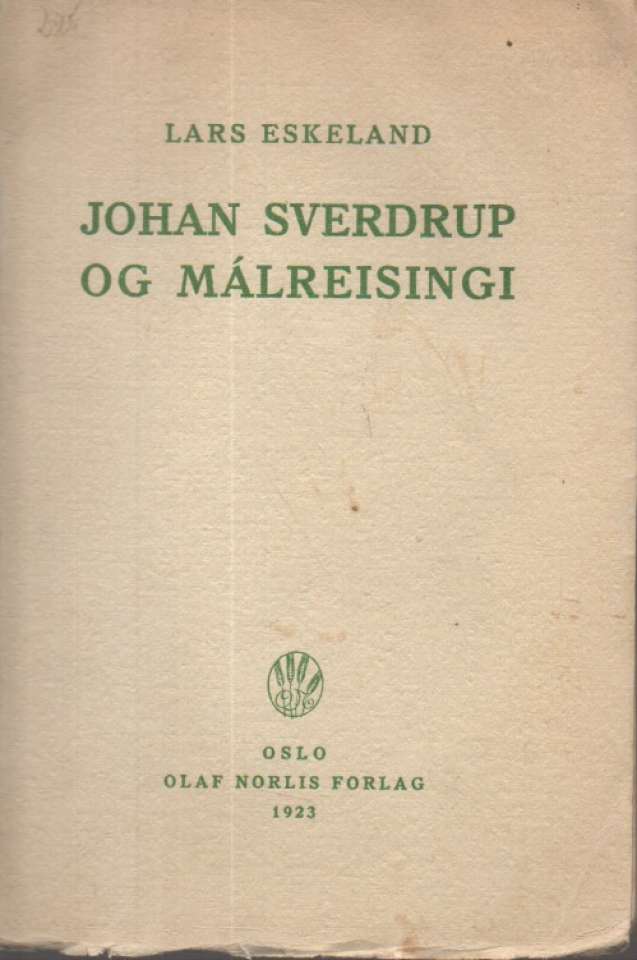 LARS ESKELAND
JOHAN SVERDRUP
OG MÁLREISINGI
OSLO
OLAF NORLIS FORLAG
1923